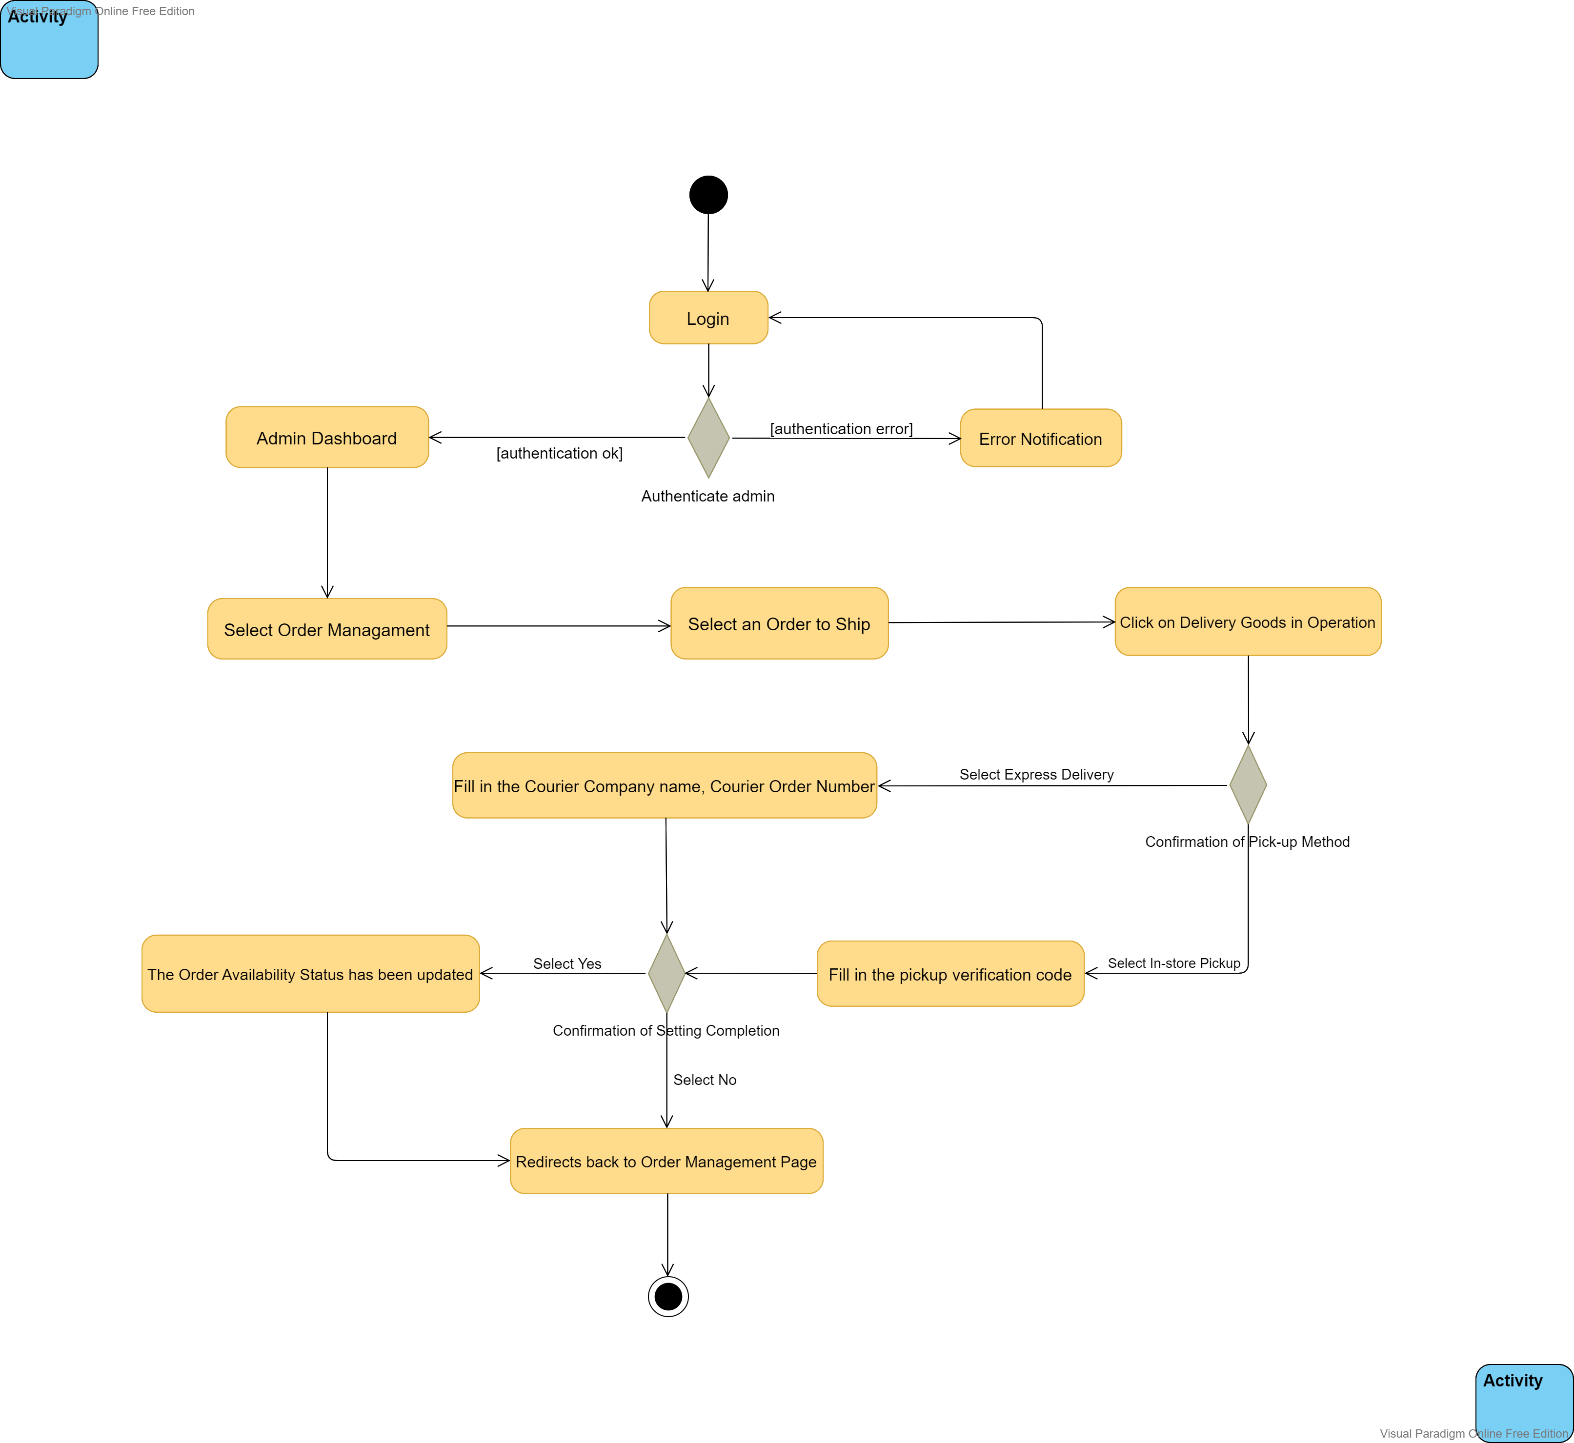 Activity
Visual Paradigm Online Free Edition
Login
Admin Dashboard
[authentication ok]
[authentication error]
Error Notification
Authenticate admin
Select Order Managament
Select an Order to Ship
Click on Delivery Goods in Operation
Fill in the Courier Company name, Courier Order Number
Select Express Delivery
Confirmation of Pick-up Method
The Order Availability Status has been updated
Select Yes
Fill in the pickup verification code
Select In-store Pickup
Confirmation of Setting Completion
Select No
Redirects back to Order Management Page
Activity
Visual Paradigm Online Free Edition